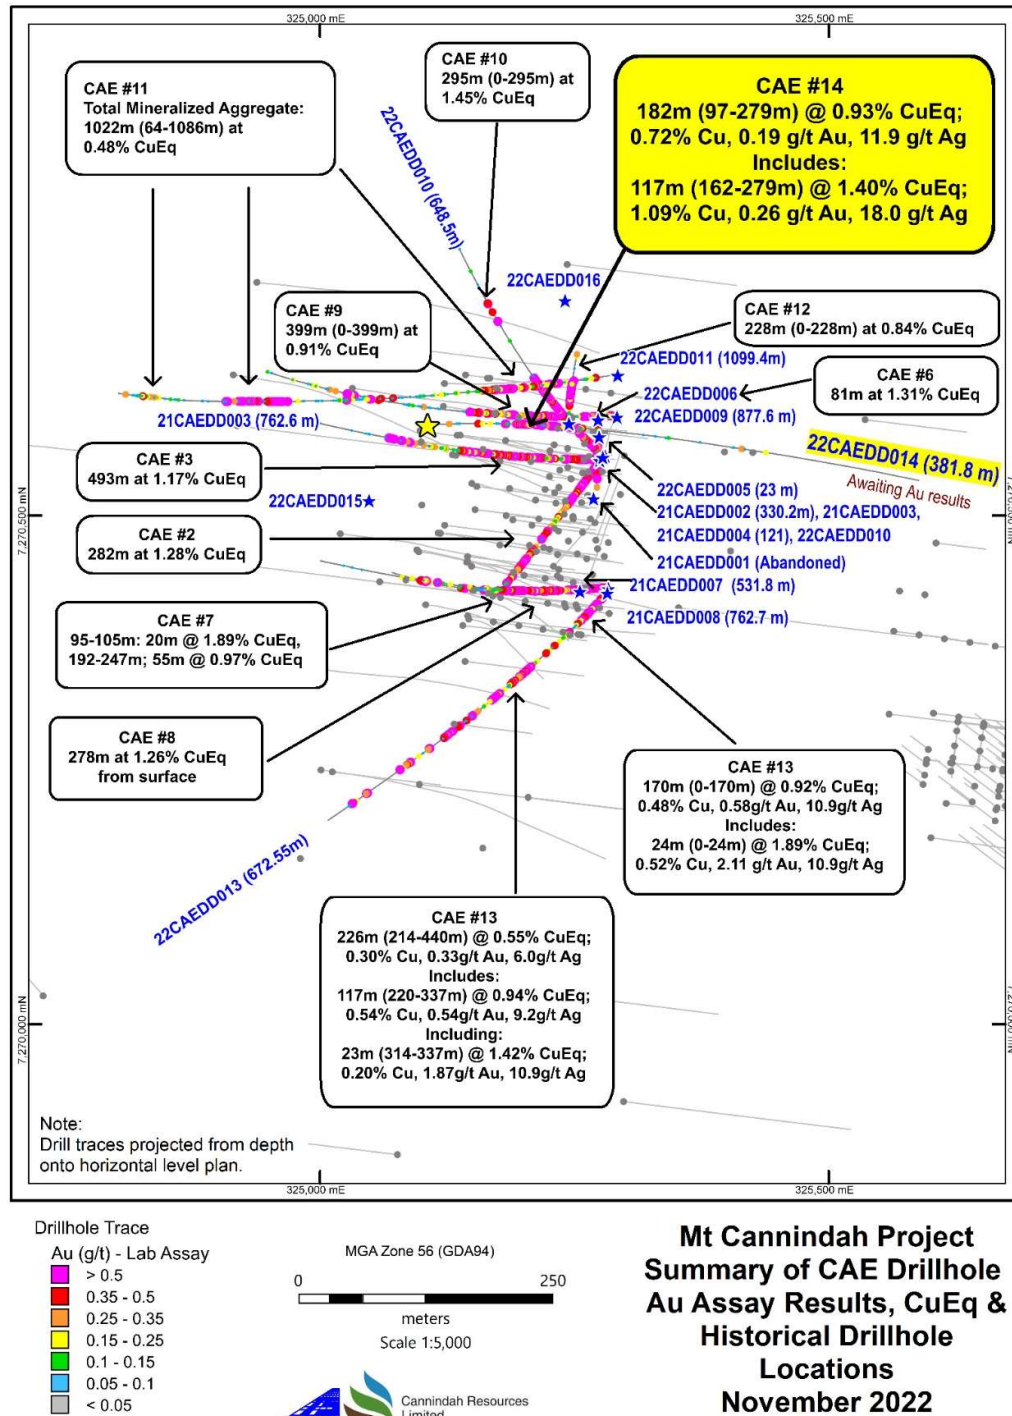 325,000 mE
325,500 mE
CAE #11
Total Mineralized Aggregate:
1022m (64-1086m) at
0.48% CuEq
CAE #10
295m (0-295m) at
1.45% CuEq
CAE #14
182m (97-279m) @ 0.93% CuEq;
0.72% Cu, 0.19 g/t Au, 11.9 g/t Ag
Includes:
117m (162-279m) @ 1.40% CuEq;
1.09% Cu, 0.26 g/t Au, 18.0 g/t Ag
22CAEDD010 (648.5m)
22CAEDD016
CAE #9
399m (0-399m) at
0.91% CuEq
CAE #12
228m (0-228m) at 0.84% CuEq
22CAEDD011 (1099.4m)
CAE #6
81m at 1.31% CuEq
22CAEDD006
22CAEDD009 (877.6 m)
21CAEDD003 (762.6 m)
22CAEDD014 (381.8 m)
Awaiting Au results
CAE #3
493m at 1.17% CuEq
22CAEDD015
22CAEDD005 (23 m)
21CAEDD002 (330.2m), 21CAEDD003,
21CAEDD004 (121), 22CAEDD010
21CAEDD001 (Abandoned)
21CAEDD007 (531.8 m)
21CAEDD008 (762.7 m)
7,270,500 mN
7,270,500 mN
CAE #2
282m at 1.28% CuEq
CAE #7
95-105m: 20m @ 1.89% CuEq,
192-247m; 55m @ 0.97% CuEq
CAE #8
278m at 1.26% CuEq
from surface
CAE #13
170m (0-170m) @ 0.92% CuEq;
0.48% Cu, 0.58g/t Au, 10.9g/t Ag
Includes:
24m (0-24m) @ 1.89% CuEq;
0.52% Cu, 2.11 g/t Au, 10.9g/t Ag
22CAEDD013 (672.55m)
CAE #13
226m (214-440m) @ 0.55% CuEq;
0.30% Cu, 0.33g/t Au, 6.0g/t Ag
Includes:
117m (220-337m) @ 0.94% CuEq;
0.54% Cu, 0.54g/t Au, 9.2g/t Ag
Including:
23m (314-337m) @ 1.42% CuEq;
0.20% Cu, 1.87g/t Au, 10.9g/t Ag
7,270,000 mN
7,270,000 mN
Note:
Drill traces projected from depth
onto horizontal level plan.
325,000 mE
325,500 mE
Drillhole Trace
Au (g/t) - Lab Assay
> 0.5
0.35 - 0.5
0.25 - 0.35
0.15 - 0.25
0.1 - 0.15
0.05 - 0.1
< 0.05
MGA Zone 56 (GDA94)
0
250
meters
Scale 1:5,000
Cannindah Resources
Limited
Mt Cannindah Project
Summary of CAE Drillhole
Au Assay Results, CuEq &
Historical Drillhole
Locations
November 2022